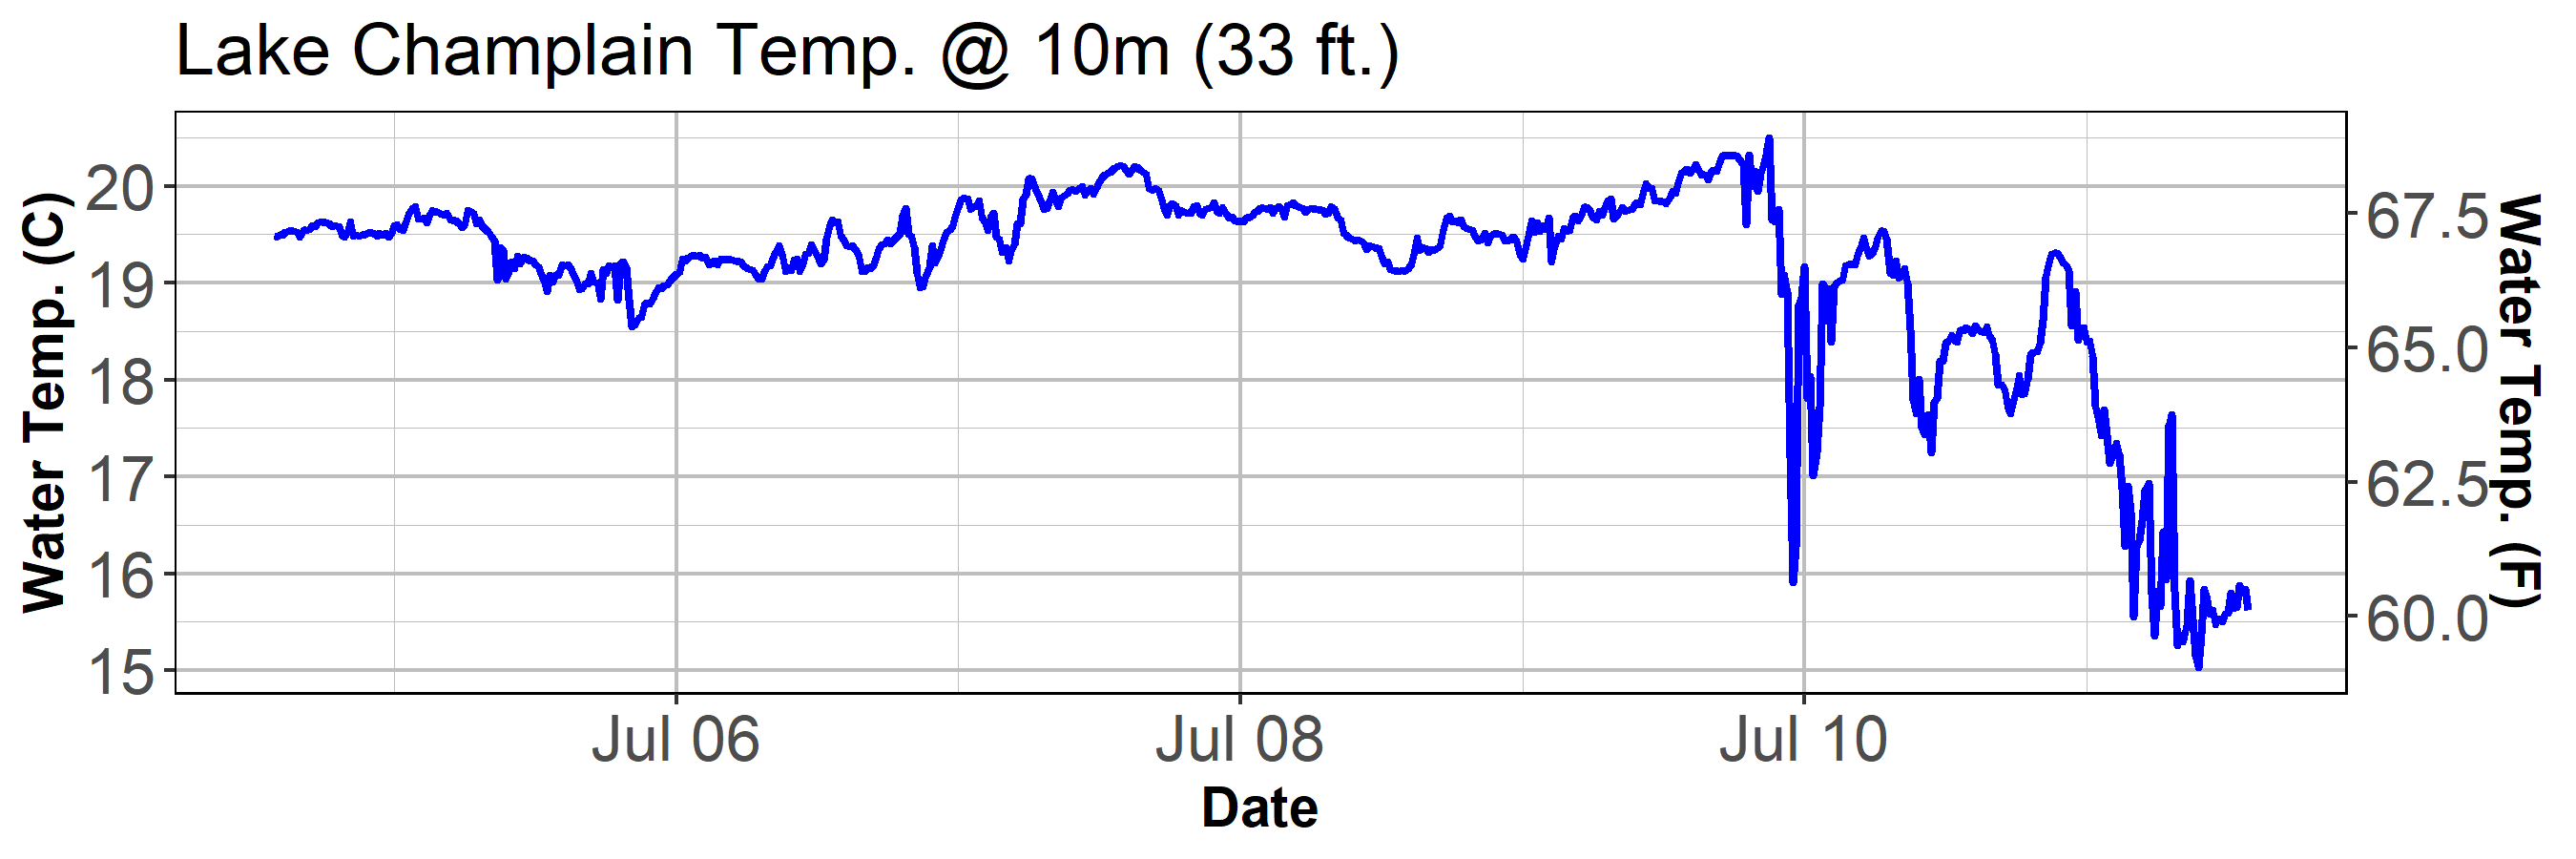 Lake Champlain Temp. @ 10m (33 ft.)
Water Temp. (C)
20
19
18
17
16
15
67.5
65.0
62.5
60.0
Water Temp. (F)
Jul 06
Jul 08
Jul 10
Date